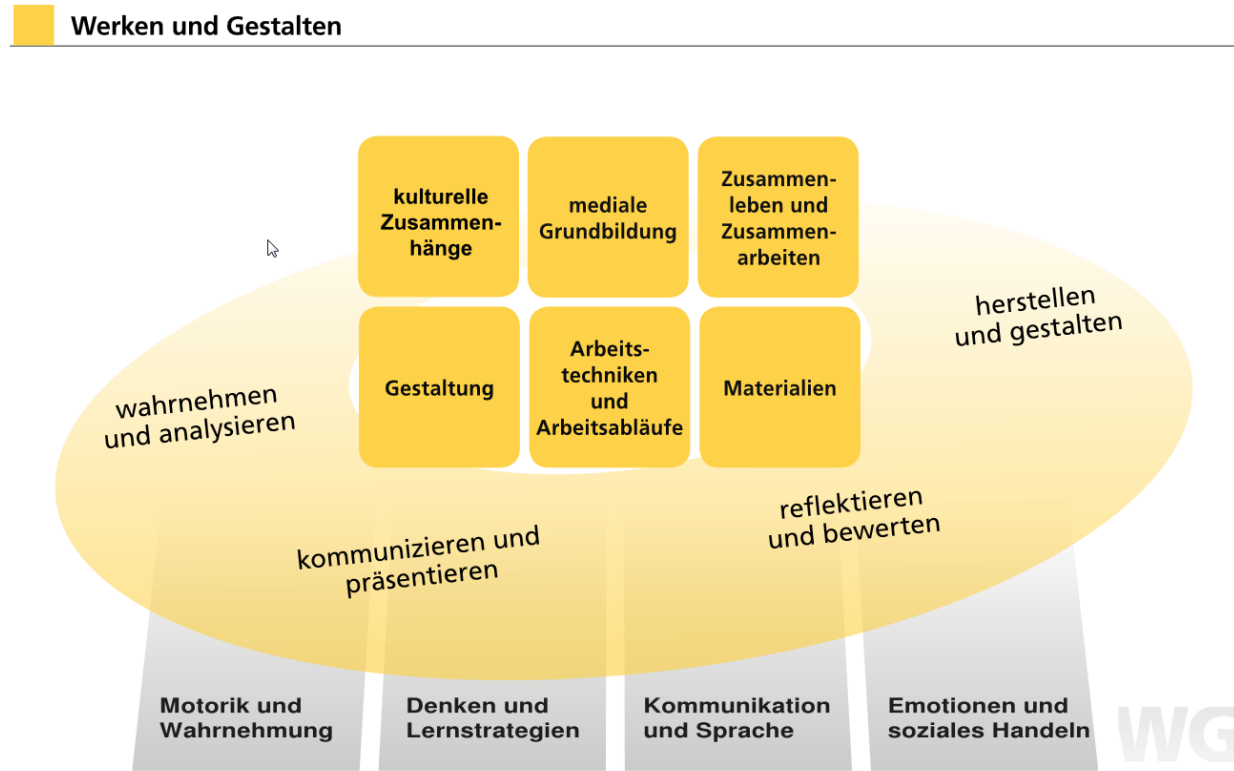 Werken und Gestalten
kulturelle
Zusammen-
hänge
mediale
Grundbildung
Zusammen-
leben und
Zusammen-
arbeiten
Gestaltung
Arbeits-
techniken
und
Arbeitsabläufe
Materialien
herstellen
und gestalten
wahrnehmen
und analysieren
reflektieren
und bewerten
kommunizieren und
präsentieren
Motorik und
Wahrnehmung
Denken und
Lernstrategien
Kommunikation
und Sprache
Emotionen und
soziales Handeln
WG